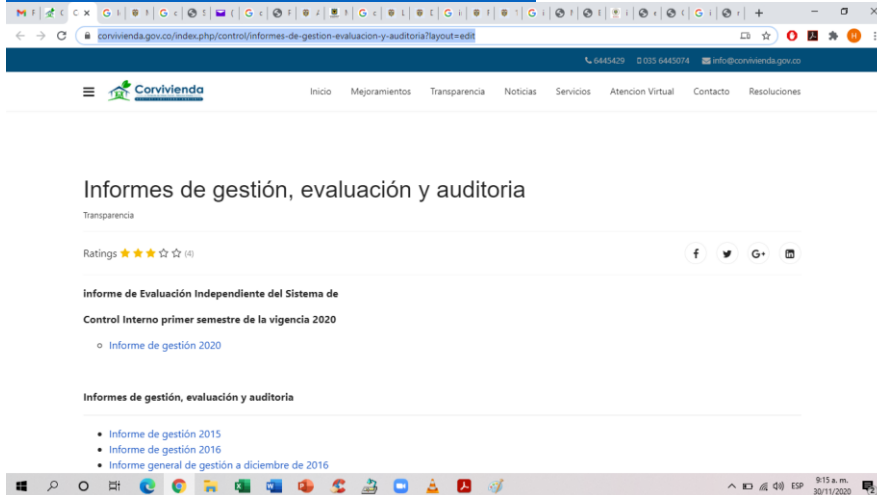 corvivienda.gov.co/index.php/control/informes-de-gestion-evaluacion-y-auditoria?layout=edit
6445429 035 6445074 info@corvivienda.gov.co
Corvivienda
Inicio Mejoramientos Transparencia Noticias Servicios Atencion Virtual Contacto Resoluciones
Informes de gestión, evaluación y auditoria
Transparencia
Ratings (4)
informe de Evaluación Independiente del Sistema de
Control Interno primer semestre de la vigencia 2020
Informe de gestión 2020
Informes de gestión, evaluación y auditoria
Informe de gestión 2015
Informe de gestión 2016
Informe general de gestión a diciembre de 2016
ESP
9:15 a. m.
30/11/2020